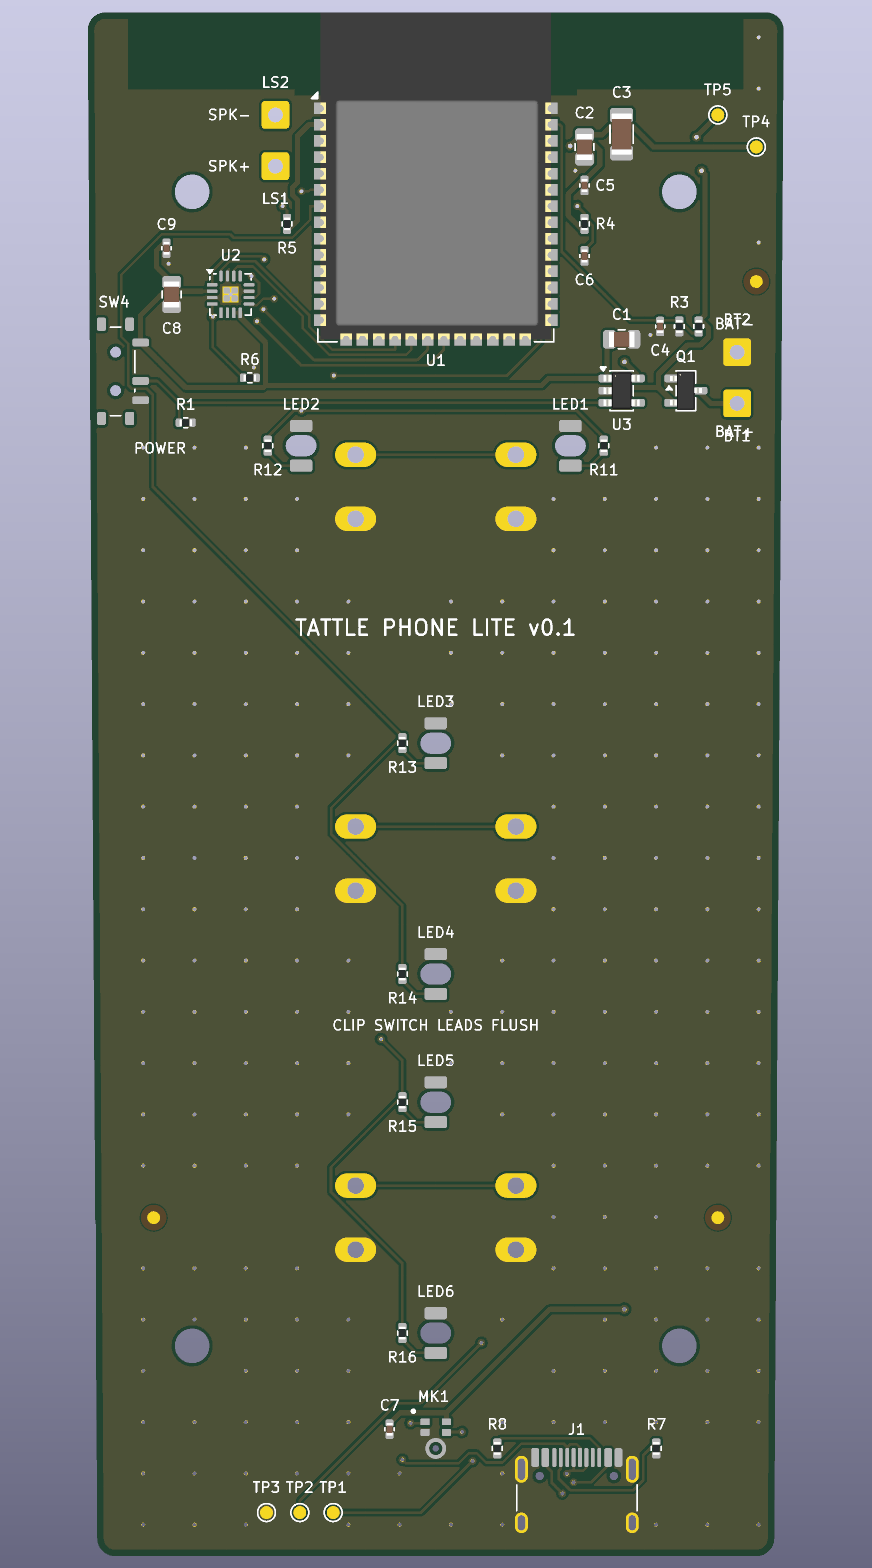 LS2
SPK-
SPK+
LS1
R5
C3
C2
TP5
TP4
C5
R4
C6
C9
U2
SW4
C8
U1
C1
R3
BT2
BAT-
C4
Q1
R6
R1
LED2
LED1
U3
BAT+
BT1
POWER
R12
R11
TATTLE PHONE LITE v0.1
LED3
R13
LED4
R14
CLIP SWITCH LEADS FLUSH
LED5
R15
LED6
R16
MK1
C7
R8
J1
R7
TP3 TP2 TP1